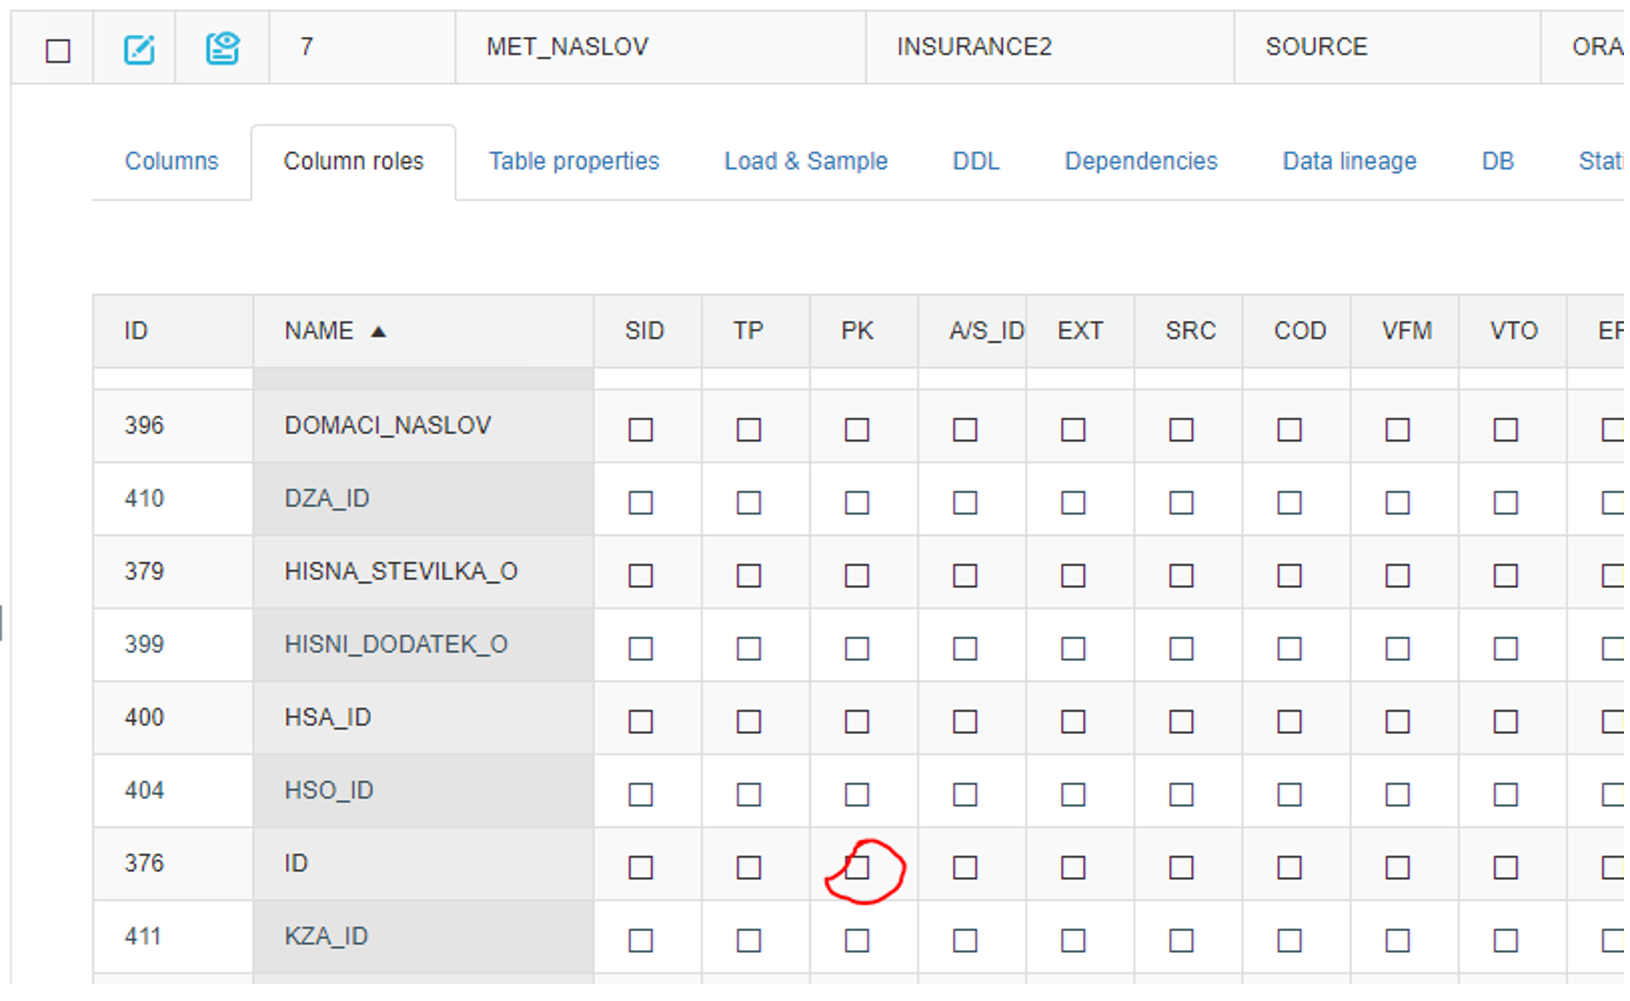 7 MET_NASLOV INSURANCE2 SOURCE ORA
Columns Column roles Table properties Load & Sample DDL Dependencies Data lineage DB Stati
ID NAME ▲ SID TP PK A/S_ID EXT SRC COD VFM VTO EF
396 DOMACI_NASLOV
410 DZA_ID
379 HISNA_STEVILKA_O
399 HISNI_DODATEK_O
400 HSA_ID
404 HSO_ID
376 ID
411 KZA_ID